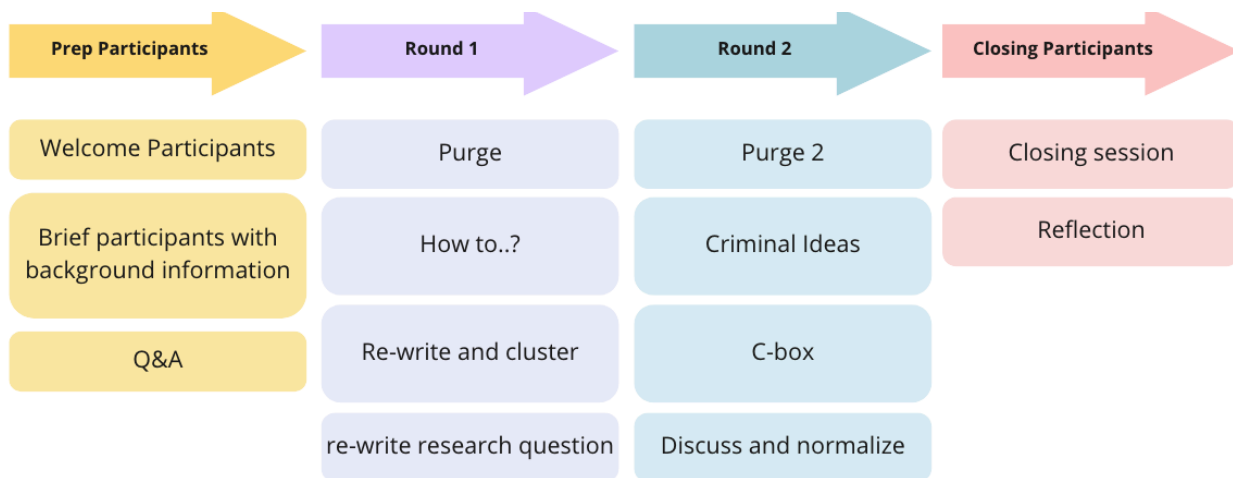 Prep Participants
Round 1
Round 2
Closing Participants
Welcome Participants
Brief participants with
background information
Q&A
Purge
How to..?
Re-write and cluster
re-write research question
Purge 2
Criminal Ideas
C-box
Discuss and normalize
Closing session
Reflection